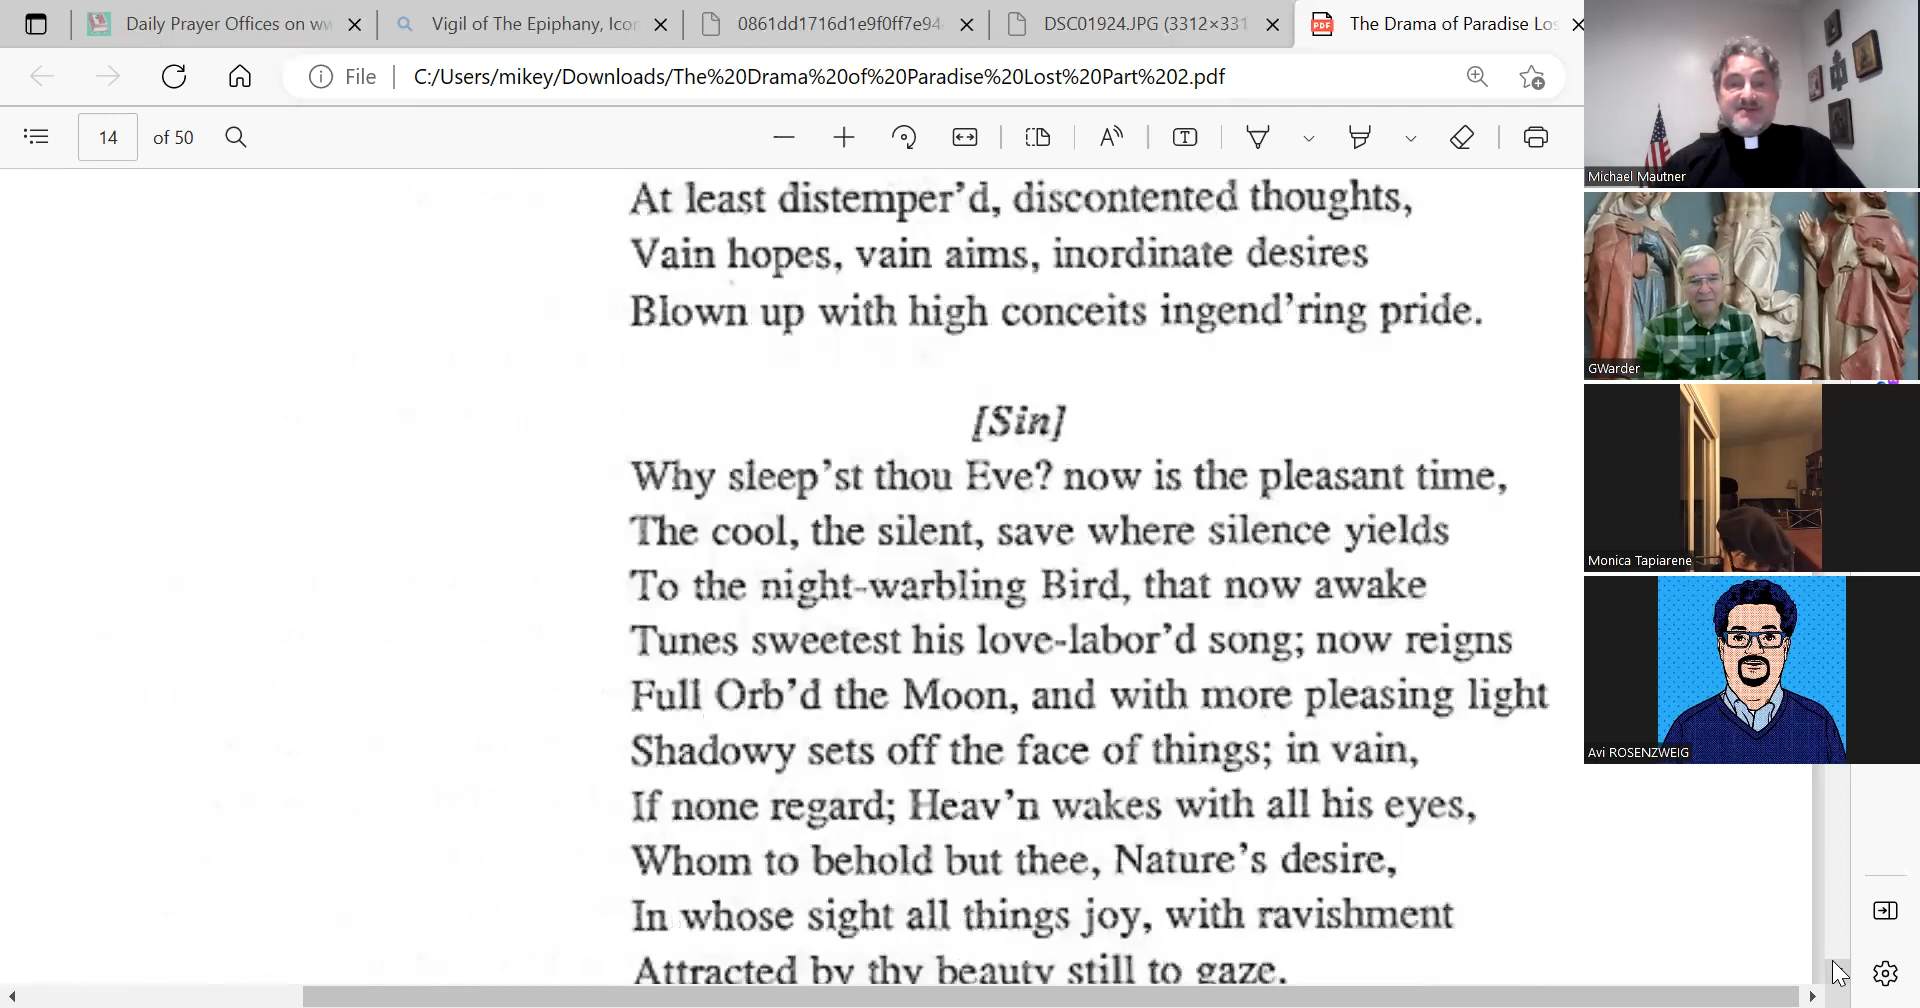 Daily Prayer Offices on ww
Vigil of The Epiphany, Icon
0861dd1716d1e9f0ff7e94
DSC01924.JPG (3312×331
PDF
The Drama of Paradise Los
File
C:/Users/mikey/Downloads/The%20Drama%20of%20Paradise%20Lost%20Part%202.pdf
14 of 50
At least distemper’d, discontented thoughts,
Vain hopes, vain aims, inordinate desires
Blown up with high conceits ingend’ring pride.
[Sin]
Why sleep’st thou Eve? now is the pleasant time,
The cool, the silent, save where silence yields
To the night-warbling Bird, that now awake
Tunes sweetest his love-labor’d song; now reigns
Full Orb’d the Moon, and with more pleasing light
Shadowy sets off the face of things; in vain,
If none regard; Heav’n wakes with all his eyes,
Whom to behold but thee, Nature’s desire,
In whose sight all things joy, with ravishment
Attracted by thy beauty still to gaze.
Michael Mautner
GWarder
Monica Tapiarene
Avi ROSENZWEIG